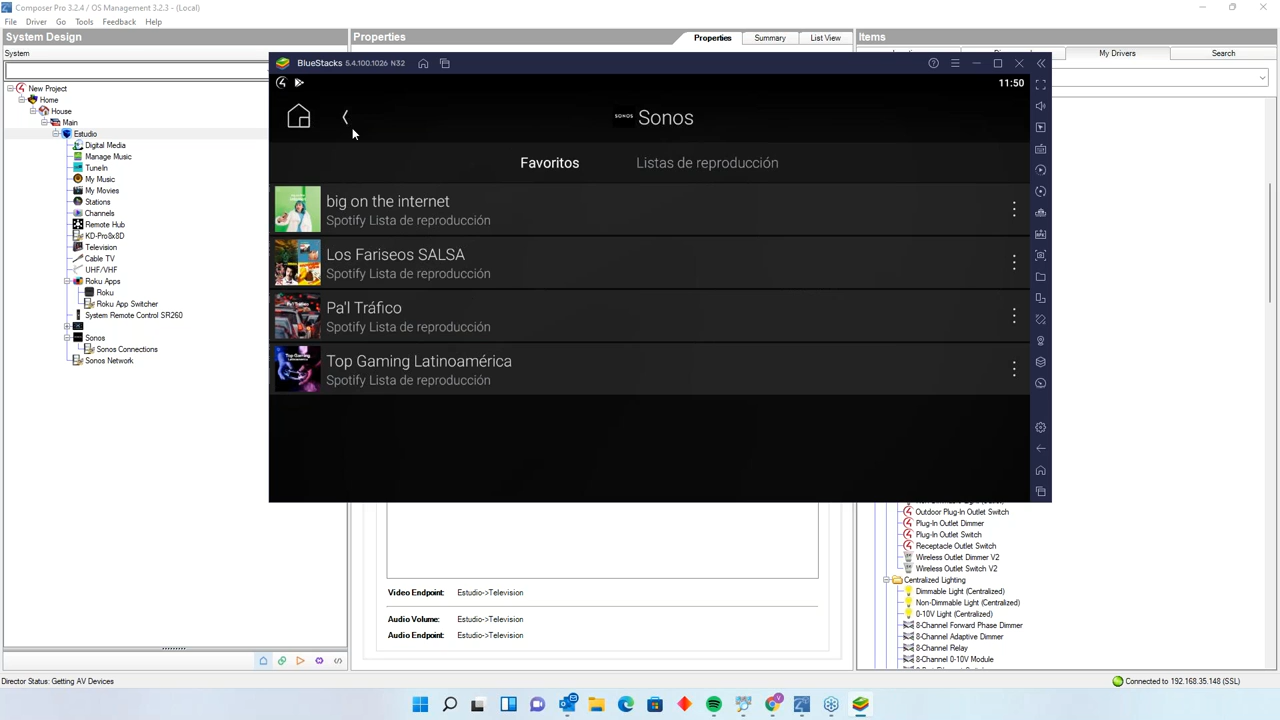 Composer Pro 3.2.4 / OS Management 3.2.3 - (Local)
File Driver Go Tools Feedback Help
System Design
System
New Project
Home
House
Main
Estudio
Digital Media
Manage Music
TuneIn
My Music
My Movies
Stations
Channels
Remote Hub
KD-Pro8x8D
Television
Cable TV
UHF/VHF
Roku Apps
Roku
Roku App Switcher
System Remote Control SR260
Sonos
Sonos Connections
Sonos Network
Properties
Properties Summary List View
Items
My Drivers Search
BlueStacks 5.4.100.1026 N32
11:50
SONOS Sonos
Favoritos Listas de reproducción
big on the internet
Spotify Lista de reproducción
Los Fariseos SALSA
Spotify Lista de reproducción
Pa'l Tráfico
Spotify Lista de reproducción
Top Gaming Latinoamérica
Spotify Lista de reproducción
Video Endpoint: Estudio->Television
Audio Volume: Estudio->Television
Audio Endpoint: Estudio->Television
Outdoor Plug-In Outlet Switch
Plug-In Outlet Dimmer
Plug-In Outlet Switch
Receptacle Outlet Switch
Wireless Outlet Dimmer V2
Wireless Outlet Switch V2
Centralized Lighting
Dimmable Light (Centralized)
Non-Dimmable Light (Centralized)
0-10V Light (Centralized)
8-Channel Forward Phase Dimmer
8-Channel Adaptive Dimmer
8-Channel Relay
8-Channel 0-10V Module
Director Status: Getting AV Devices
Connected to 192.168.35.148 (SSL)